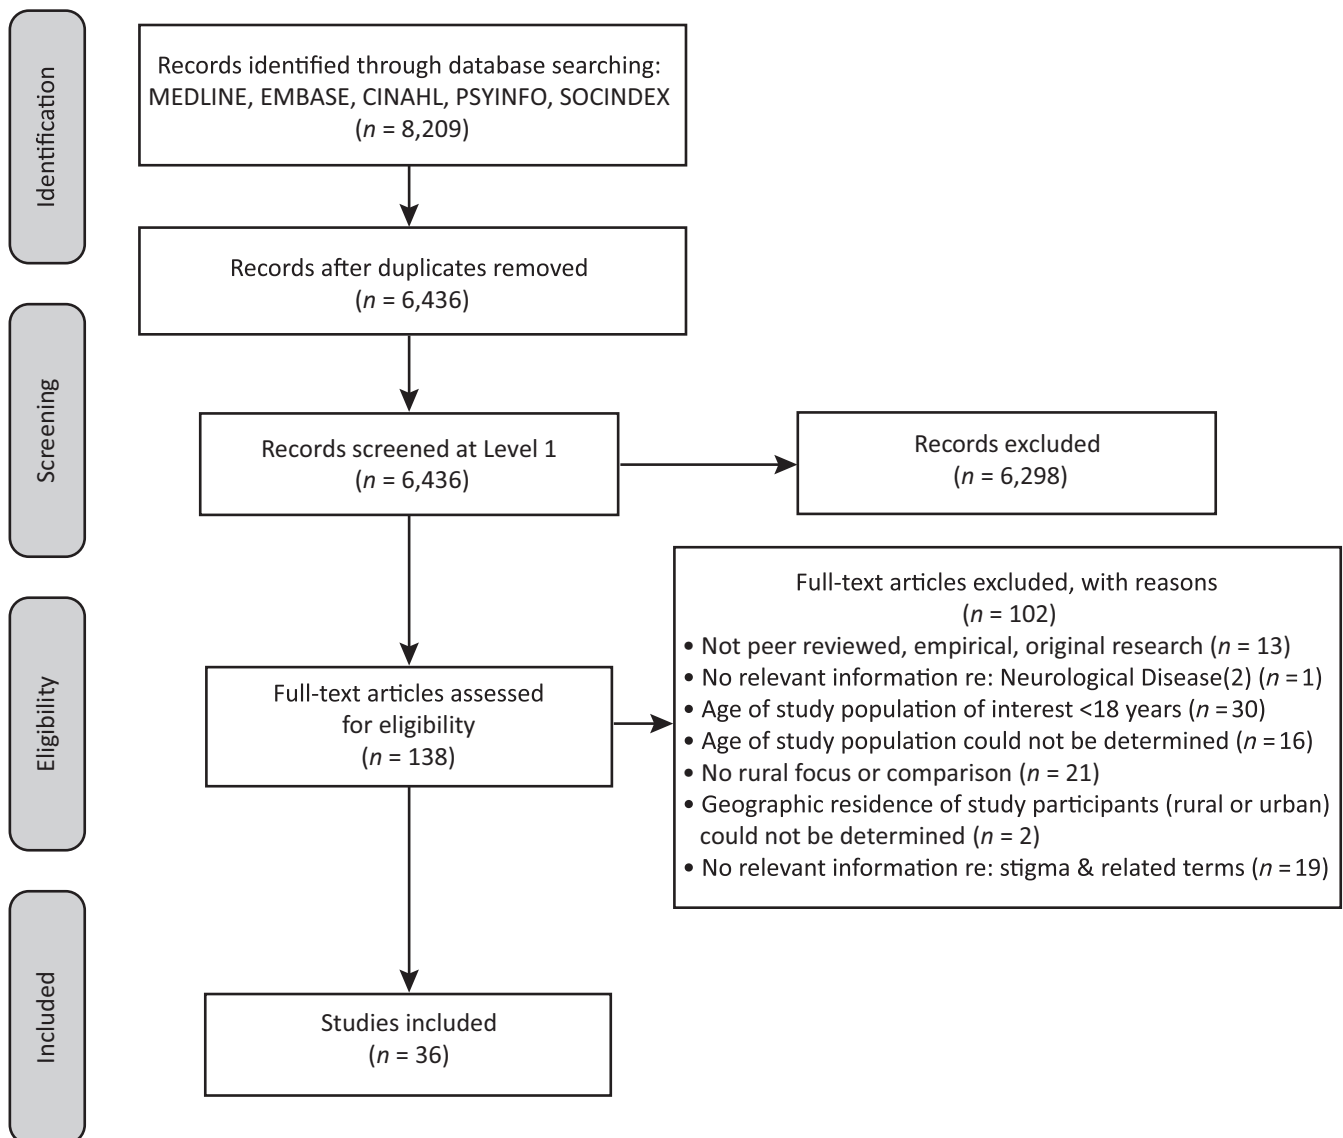 Identification
Records identified through database searching:
MEDLINE, EMBASE, CINAHL, PSYINFO, SOCINDEX
(n = 8,209)
Records after duplicates removed
(n = 6,436)
Screening
Records screened at Level 1
(n = 6,436)
Records excluded
(n = 6,298)
Eligibility
Full-text articles assessed
for eligibility
(n = 138)
Full-text articles excluded, with reasons
(n = 102)
• Not peer reviewed, empirical, original research (n = 13)
• No relevant information re: Neurological Disease(2) (n = 1)
• Age of study population of interest <18 years (n = 30)
• Age of study population could not be determined (n = 16)
• No rural focus or comparison (n = 21)
• Geographic residence of study participants (rural or urban)
could not be determined (n = 2)
• No relevant information re: stigma & related terms (n = 19)
Included
Studies included
(n = 36)